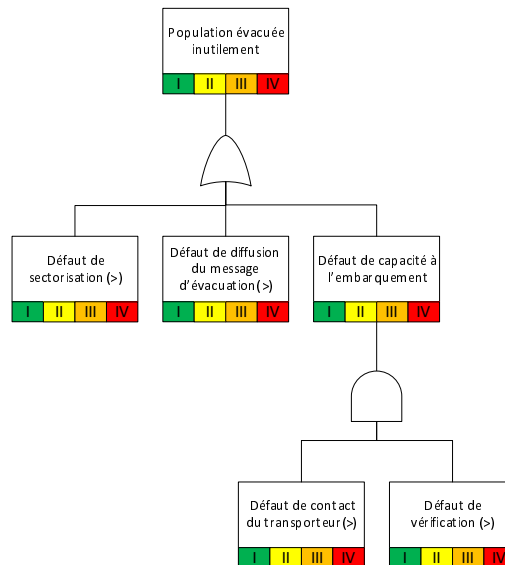 Population évacuée
inutilement
I II III IV
Défaut de
sectorisation (>)
I II III IV
Défaut de diffusion
du message
d'évacuation (>)
I II III IV
Défaut de capacité à
l'embarquement
I II III IV
Défaut de contact
du transporteur (>)
I II III IV
Défaut de
vérification (>)
I II III IV